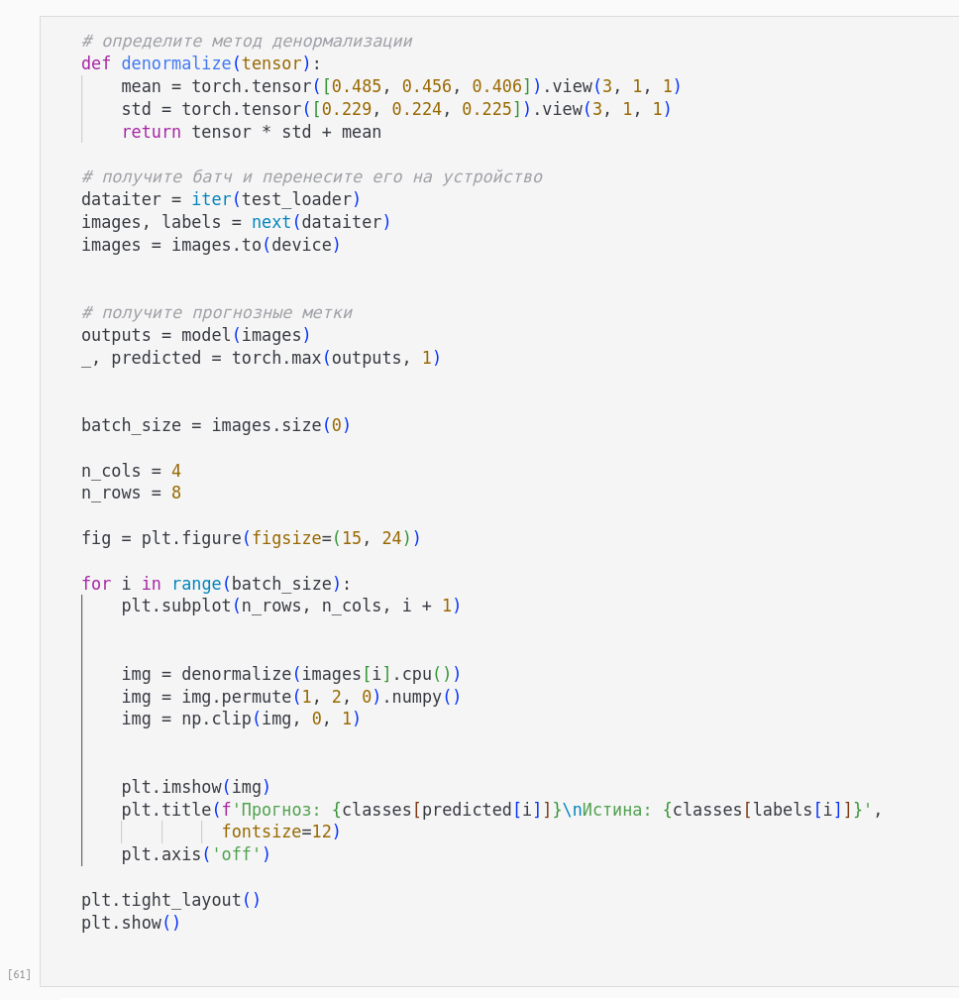 # определите метод денормализации
def denormalize(tensor):
    mean = torch.tensor([0.485, 0.456, 0.406]).view(3, 1, 1)
    std = torch.tensor([0.229, 0.224, 0.225]).view(3, 1, 1)
    return tensor * std + mean

# получите батч и перенесите его на устройство
dataiter = iter(test_loader)
images, labels = next(dataiter)
images = images.to(device)


# получите прогнозные метки
outputs = model(images)
_, predicted = torch.max(outputs, 1)


batch_size = images.size(0)

n_cols = 4
n_rows = 8

fig = plt.figure(figsize=(15, 24))

for i in range(batch_size):
    plt.subplot(n_rows, n_cols, i + 1)


    img = denormalize(images[i].cpu())
    img = img.permute(1, 2, 0).numpy()
    img = np.clip(img, 0, 1)


    plt.imshow(img)
    plt.title(f'Прогноз: {classes[predicted[i]]}\nИстина: {classes[labels[i]]}',
              fontsize=12)
    plt.axis('off')

plt.tight_layout()
plt.show()
[61]